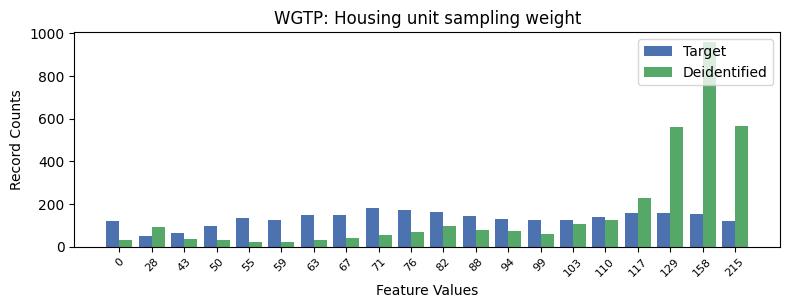 WGTP: Housing unit sampling weight
Target
Deidentified
Record Counts
1000
800
600
400
200
0
0 28 43 50 55 59 63 67 71 76 82 88 94 99 103 110 117 129 158 215
Feature Values